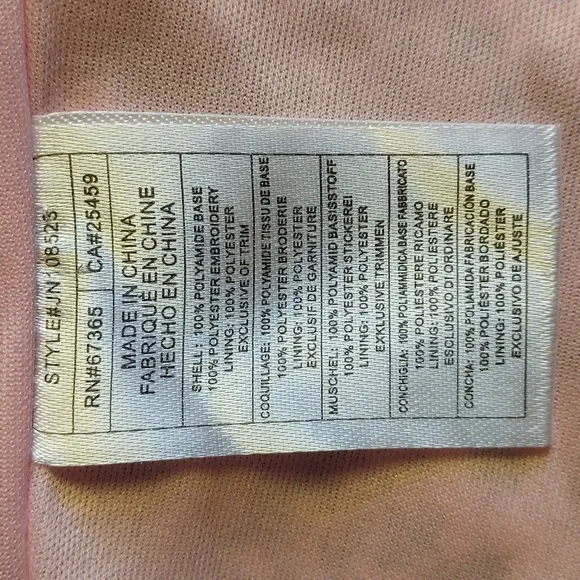 STYLE#JN108523
RN#67365 CA#25459
MADE IN CHINA
FABRIQUÉ EN CHINE
HECHO EN CHINA
SHELL: 100% POLYAMIDE BASE
100% POLYESTER EMBROIDERY
LINING: 100% POLYESTER
EXCLUSIVE OF TRIM
COQUILLAGE: 100% POLYAMIDE TISSU DE BASE
100% POLYESTER BRODERIE
LINING: 100% POLYESTER
EXCLUSIF DE GARNITURE
MUSCHEL: 100% POLYAMID BASISSTOFF
100% POLYESTER STICKEREI
LINING: 100% POLYESTER
EXKLUSIVE TRIMMEN
CONCHIGLIA: 100% POLIAMMIDICA BASE FABBRICATO
100% POLIESTERE RICAMO
LINING: 100% POLIESTERE
ESCLUSIVO D'ORDINARE
CONCHA: 100% POLIAMIDA FABRICACIÓN BASE
100% POLIÉSTER BORDADO
LINING: 100% POLIÉSTER
EXCLUSIVO DE AJUSTE